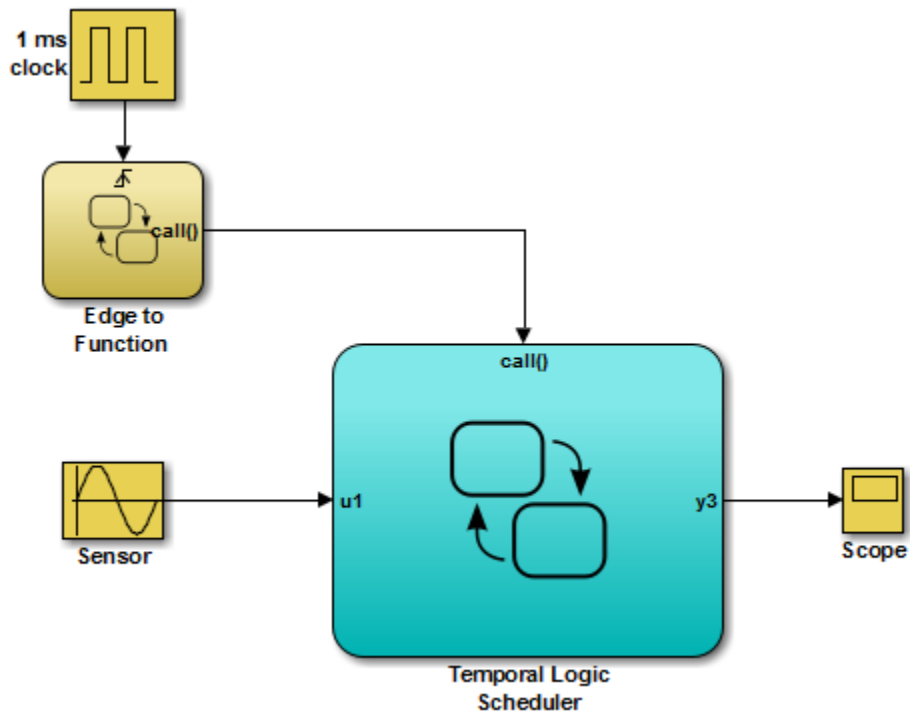 1 ms
clock
call()
Edge to
Function
call()
u1
y3
Sensor
Scope
Temporal Logic
Scheduler